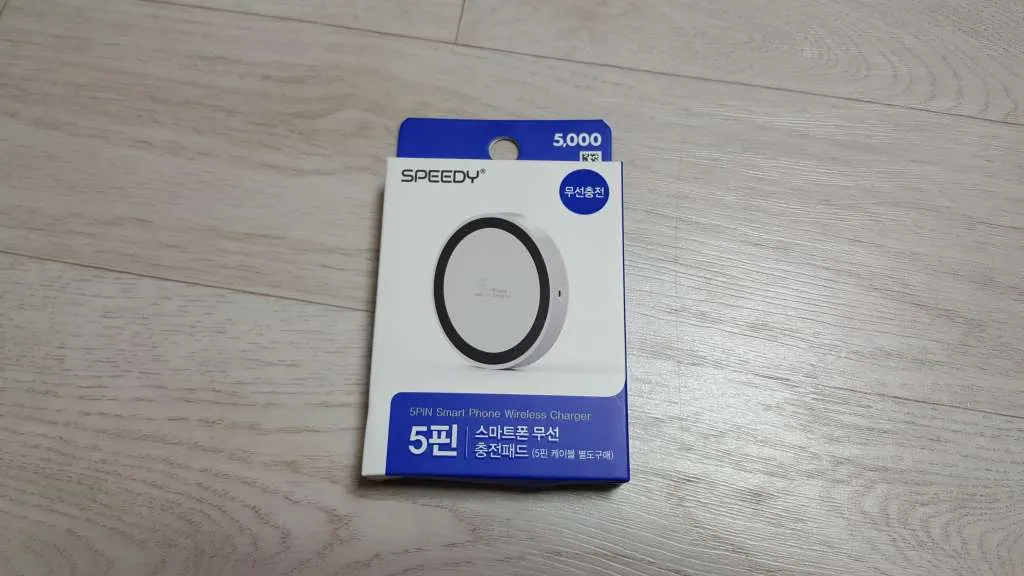 5,000
SPEEDY®
무선충전
5PIN Smart Phone Wireless Charger
5핀
스마트폰 무선
충전패드 (5핀 케이블 별도구매)